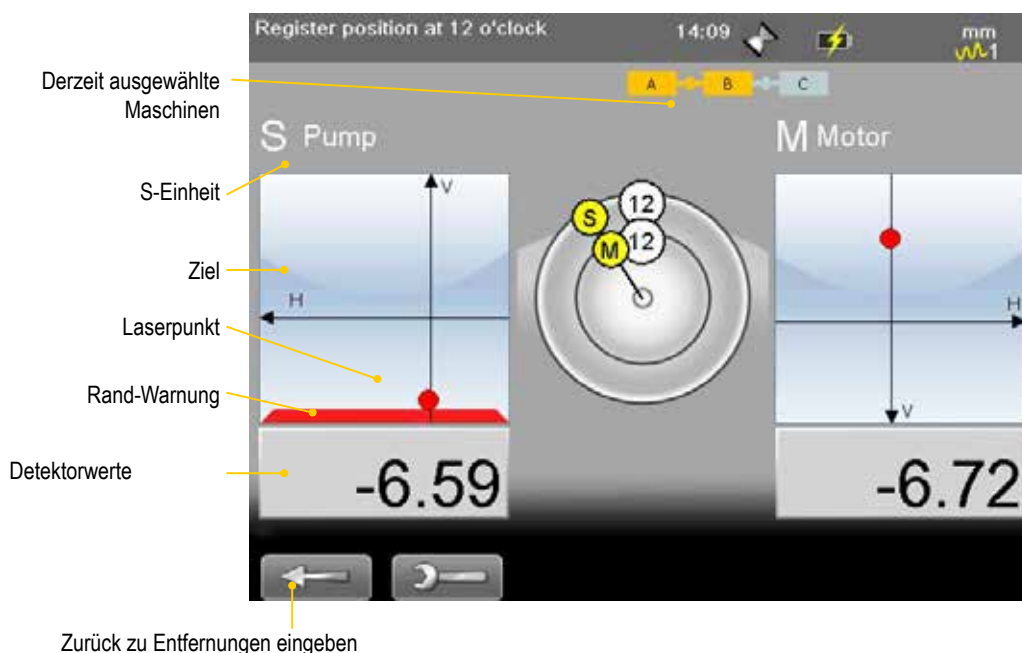 Register position at 12 o'clock 14:09 mm
1
Derzeit ausgewählte
Maschinen
A B C
S Pump
M Motor
S-Einheit
V
12
S
12
M
Ziel
H
H
Laserpunkt
Rand-Warnung
V
Detektorwerte
-6.59
-6.72
Zurück zu Entfernungen eingeben